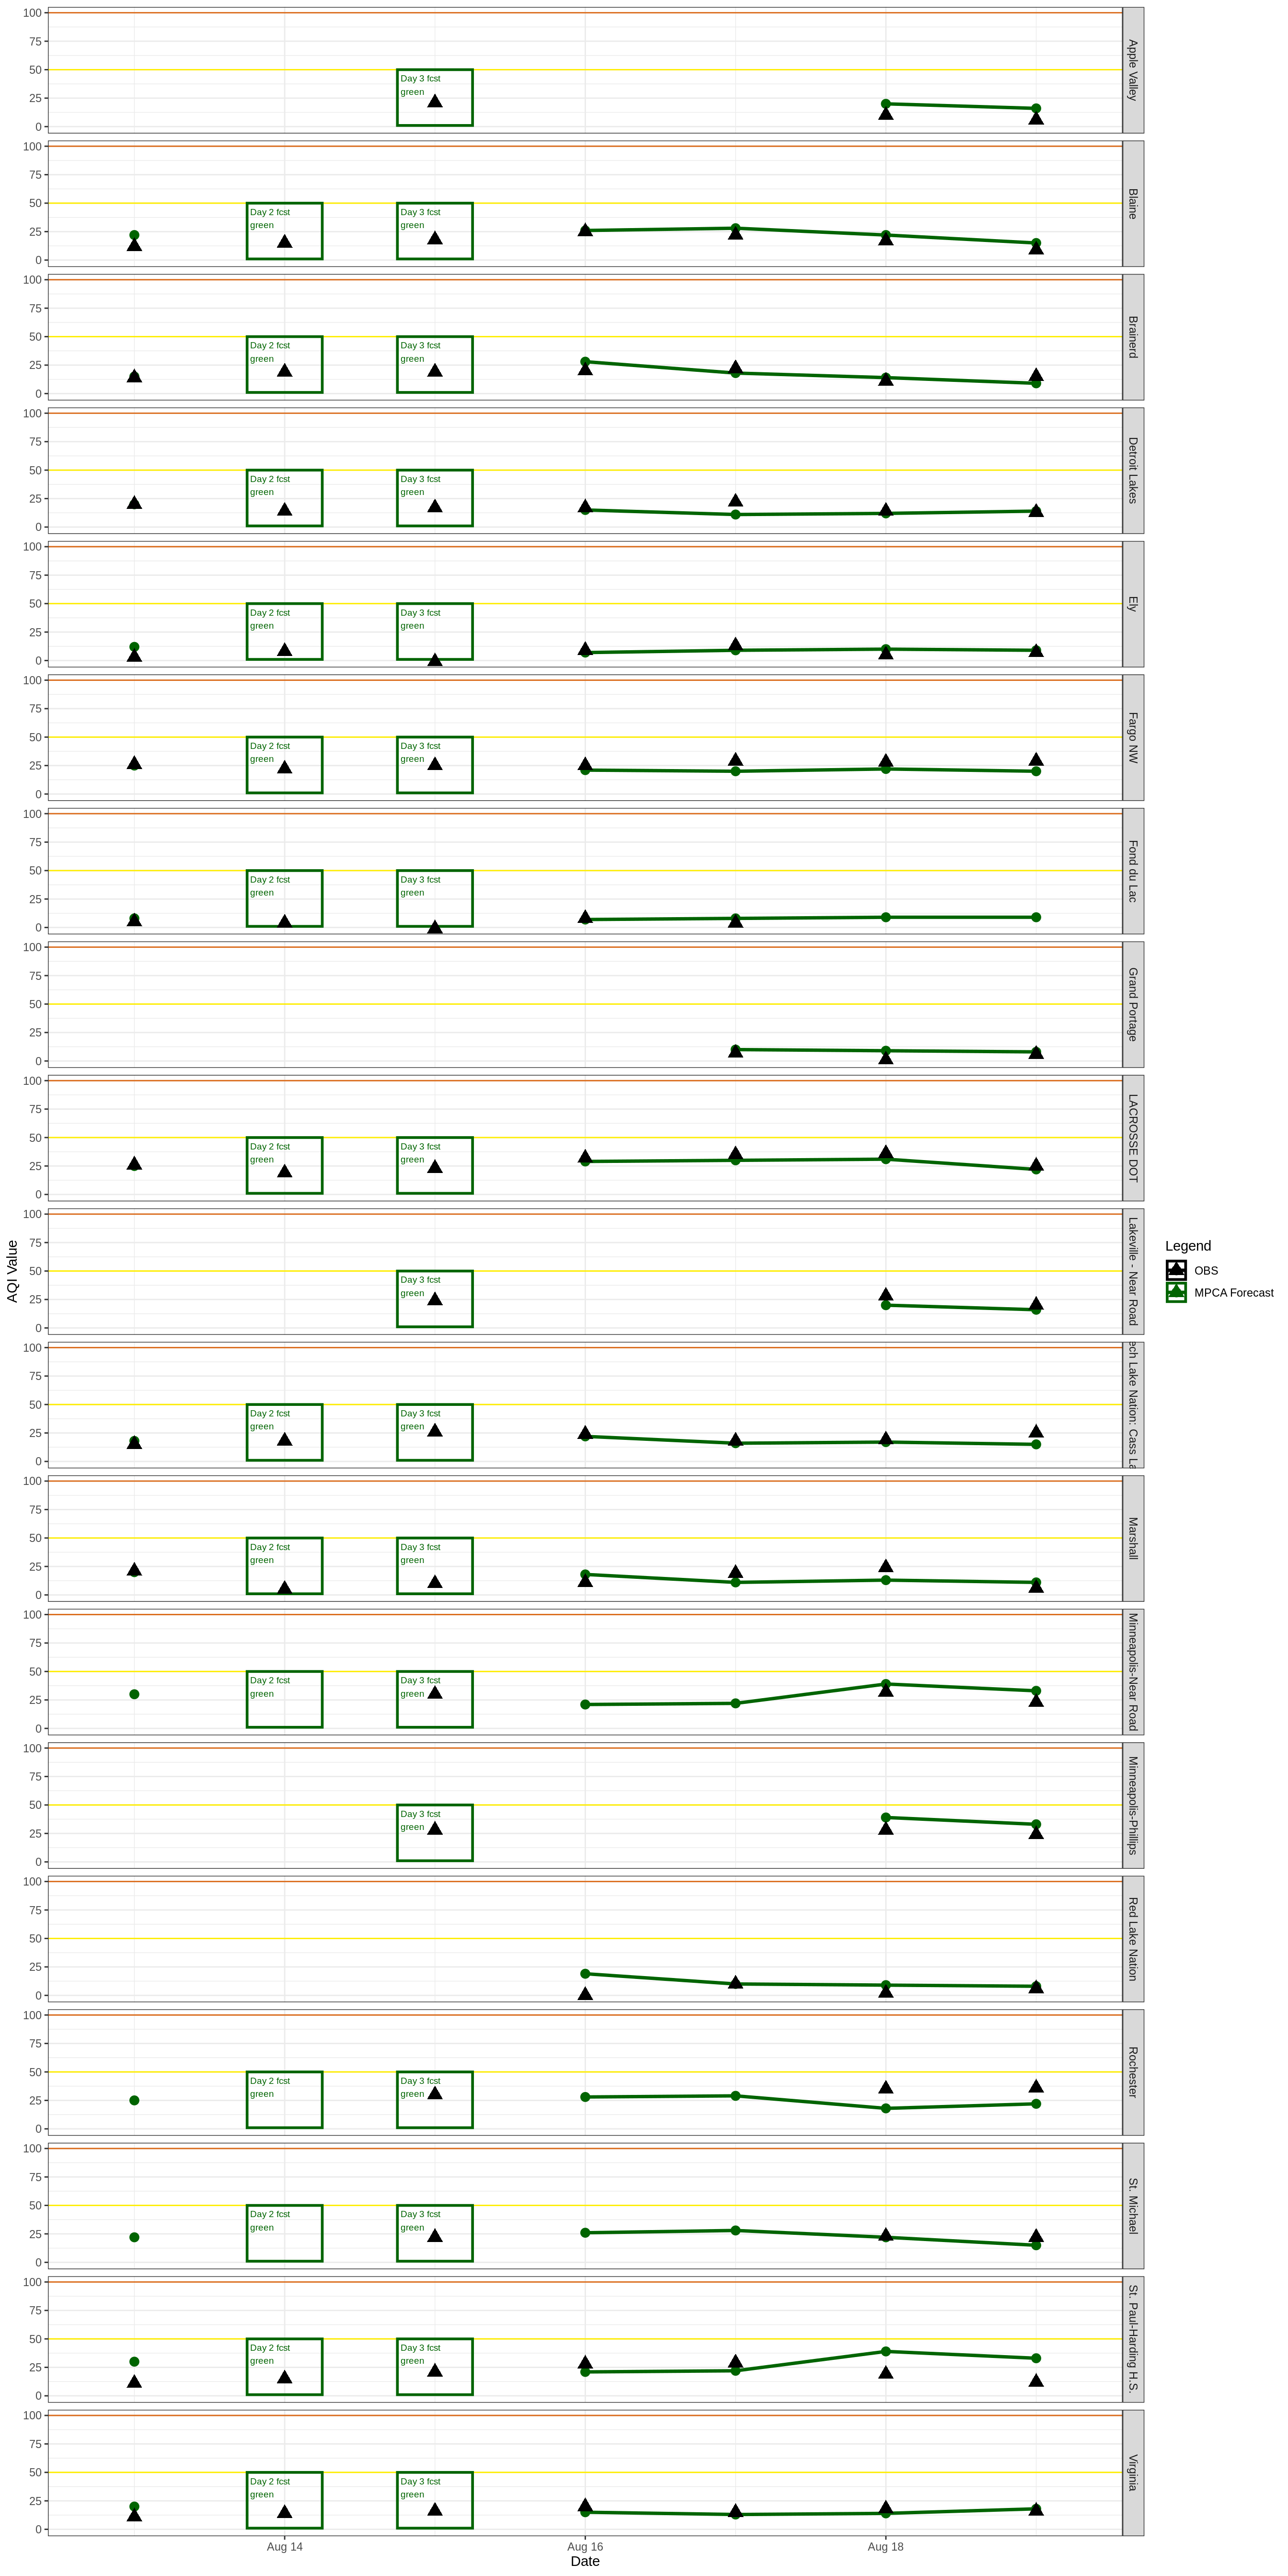 100
75
50
25
0
Day 3 fcst
green
Apple Valley
100
75
50
25
0
Day 2 fcst
green
Day 3 fcst
green
Blaine
100
75
50
25
0
Day 2 fcst
green
Day 3 fcst
green
Brainerd
100
75
50
25
0
Day 2 fcst
green
Day 3 fcst
green
Detroit Lakes
100
75
50
25
0
Day 2 fcst
green
Day 3 fcst
green
Ely
100
75
50
25
0
Day 2 fcst
green
Day 3 fcst
green
Fargo NW
100
75
50
25
0
Day 2 fcst
green
Day 3 fcst
green
Fond du Lac
100
75
50
25
0
Grand Portage
100
75
50
25
0
Day 2 fcst
green
Day 3 fcst
green
LACROSSE DOT
100
75
50
25
0
Day 3 fcst
green
Lakeville - Near Road
100
75
50
25
0
Day 2 fcst
green
Day 3 fcst
green
ech Lake Nation: Cass La
100
75
50
25
0
Day 2 fcst
green
Day 3 fcst
green
Marshall
100
75
50
25
0
Day 2 fcst
green
Day 3 fcst
green
Minneapolis-Near Road
100
75
50
25
0
Day 3 fcst
green
Minneapolis-Phillips
100
75
50
25
0
Red Lake Nation
100
75
50
25
0
Day 2 fcst
green
Day 3 fcst
green
Rochester
100
75
50
25
0
Day 2 fcst
green
Day 3 fcst
green
St. Michael
100
75
50
25
0
Day 2 fcst
green
Day 3 fcst
green
St. Paul-Harding H.S.
100
75
50
25
0
Day 2 fcst
green
Day 3 fcst
green
Virginia
Aug 14
Aug 16
Aug 18
Date
AQI Value
Legend
OBS
MPCA Forecast